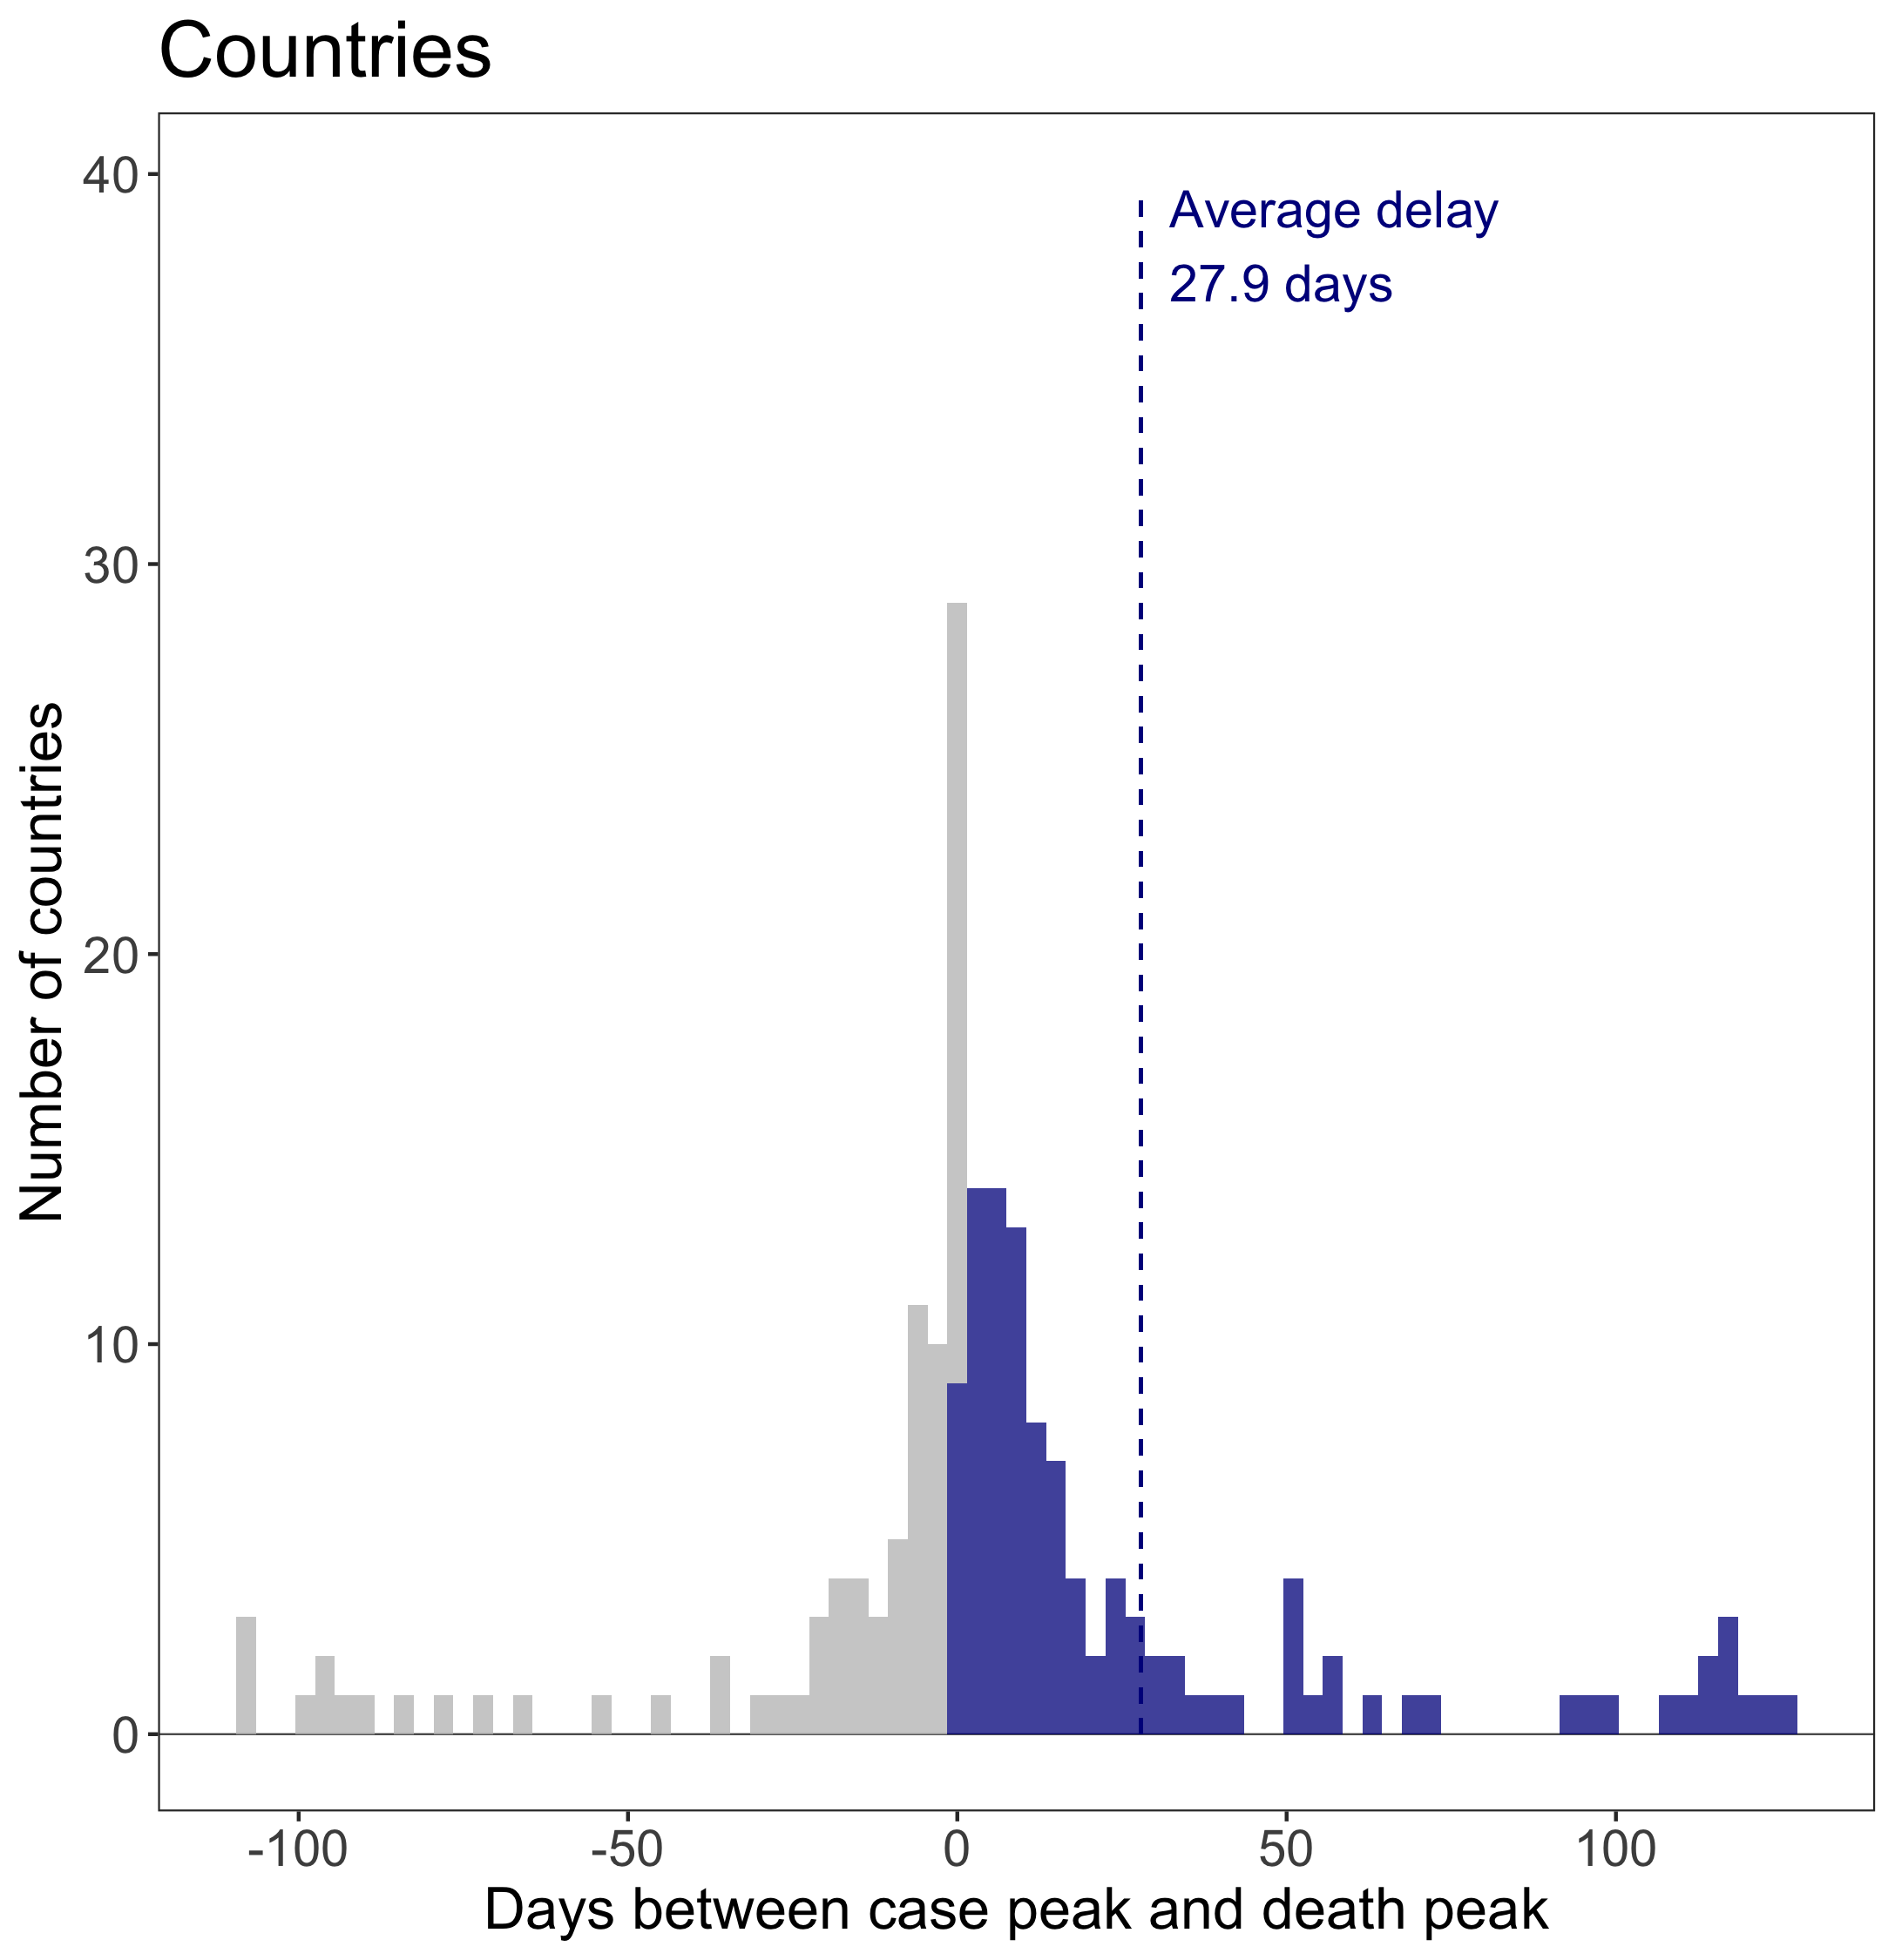 Countries
Number of countries
40
30
20
10
0
Average delay
27.9 days
-100
-50
0
50
100
Days between case peak and death peak